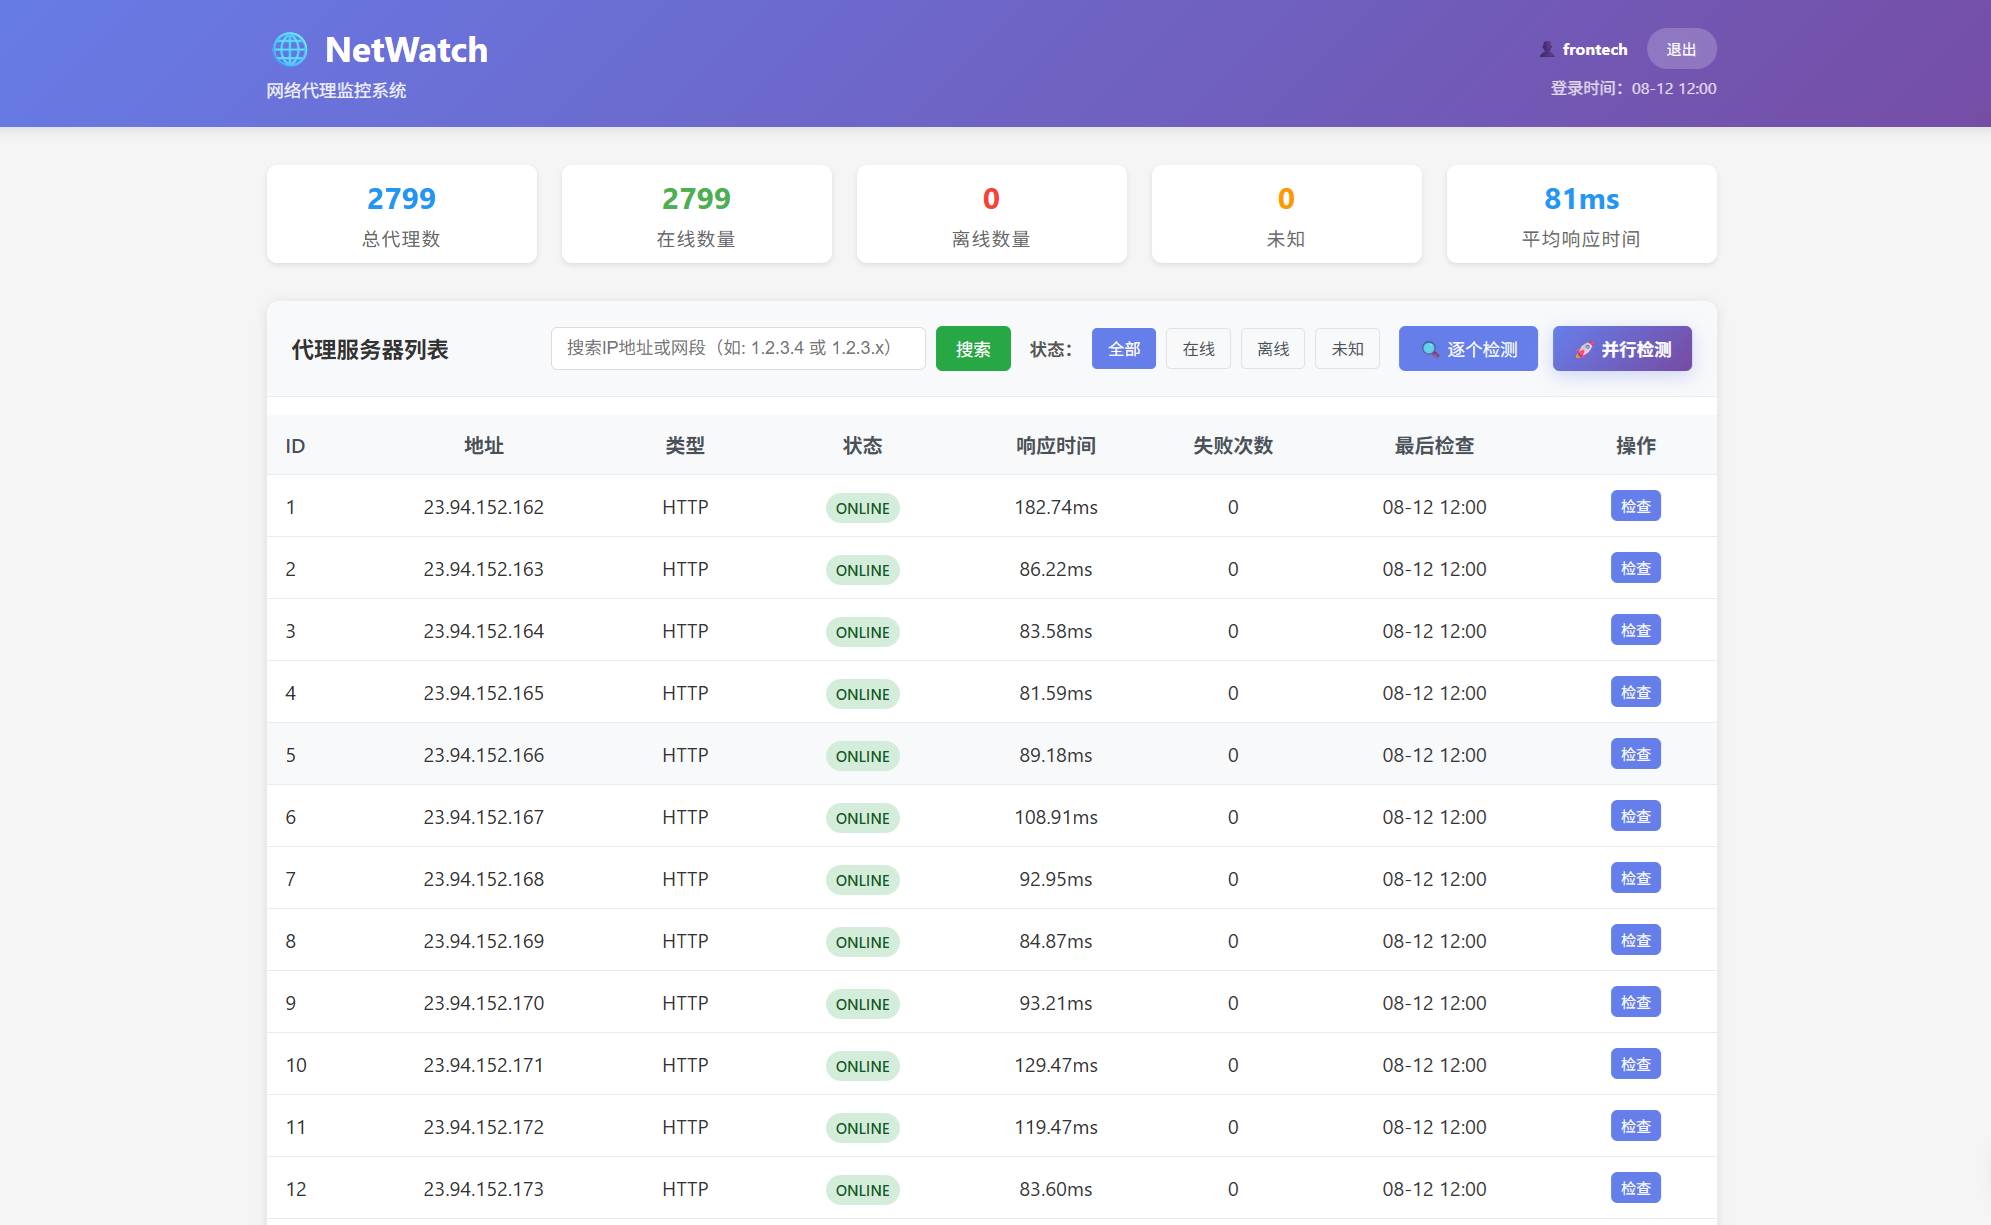 NetWatch
网络代理监控系统
frontech 退出
登录时间：08-12 12:00
2799
总代理数
2799
在线数量
0
离线数量
0
未知
81ms
平均响应时间
代理服务器列表 搜索IP地址或网段（如: 1.2.3.4 或 1.2.3.x） 搜索 状态： 全部 在线 离线 未知 逐个检测 并行检测
ID 地址 类型 状态 响应时间 失败次数 最后检查 操作
1 23.94.152.162 HTTP ONLINE 182.74ms 0 08-12 12:00 检查
2 23.94.152.163 HTTP ONLINE 86.22ms 0 08-12 12:00 检查
3 23.94.152.164 HTTP ONLINE 83.58ms 0 08-12 12:00 检查
4 23.94.152.165 HTTP ONLINE 81.59ms 0 08-12 12:00 检查
5 23.94.152.166 HTTP ONLINE 89.18ms 0 08-12 12:00 检查
6 23.94.152.167 HTTP ONLINE 108.91ms 0 08-12 12:00 检查
7 23.94.152.168 HTTP ONLINE 92.95ms 0 08-12 12:00 检查
8 23.94.152.169 HTTP ONLINE 84.87ms 0 08-12 12:00 检查
9 23.94.152.170 HTTP ONLINE 93.21ms 0 08-12 12:00 检查
10 23.94.152.171 HTTP ONLINE 129.47ms 0 08-12 12:00 检查
11 23.94.152.172 HTTP ONLINE 119.47ms 0 08-12 12:00 检查
12 23.94.152.173 HTTP ONLINE 83.60ms 0 08-12 12:00 检查